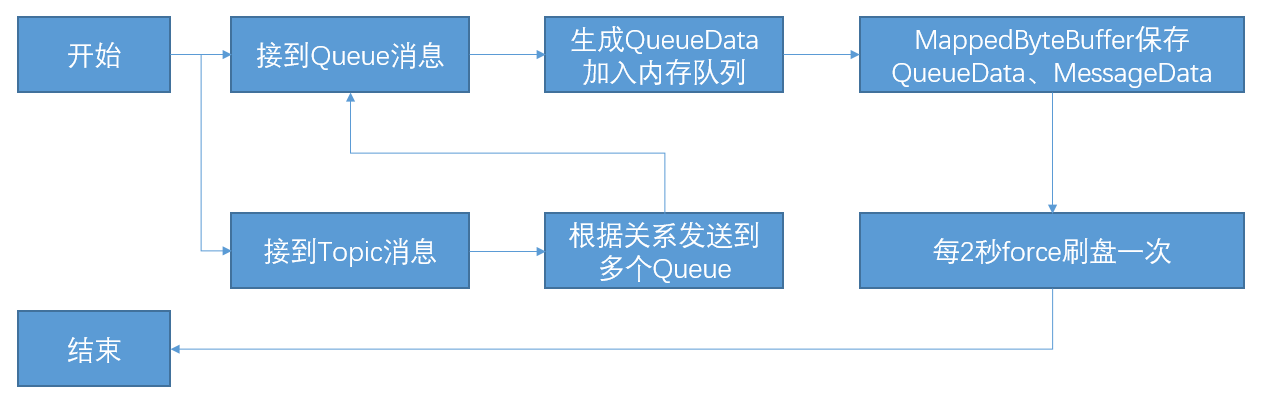 开始
接到Queue消息
生成QueueData
加入内存队列
MappedByteBuffer保存
QueueData、MessageData
接到Topic消息
根据关系发送到
多个Queue
每2秒force刷盘一次
结束